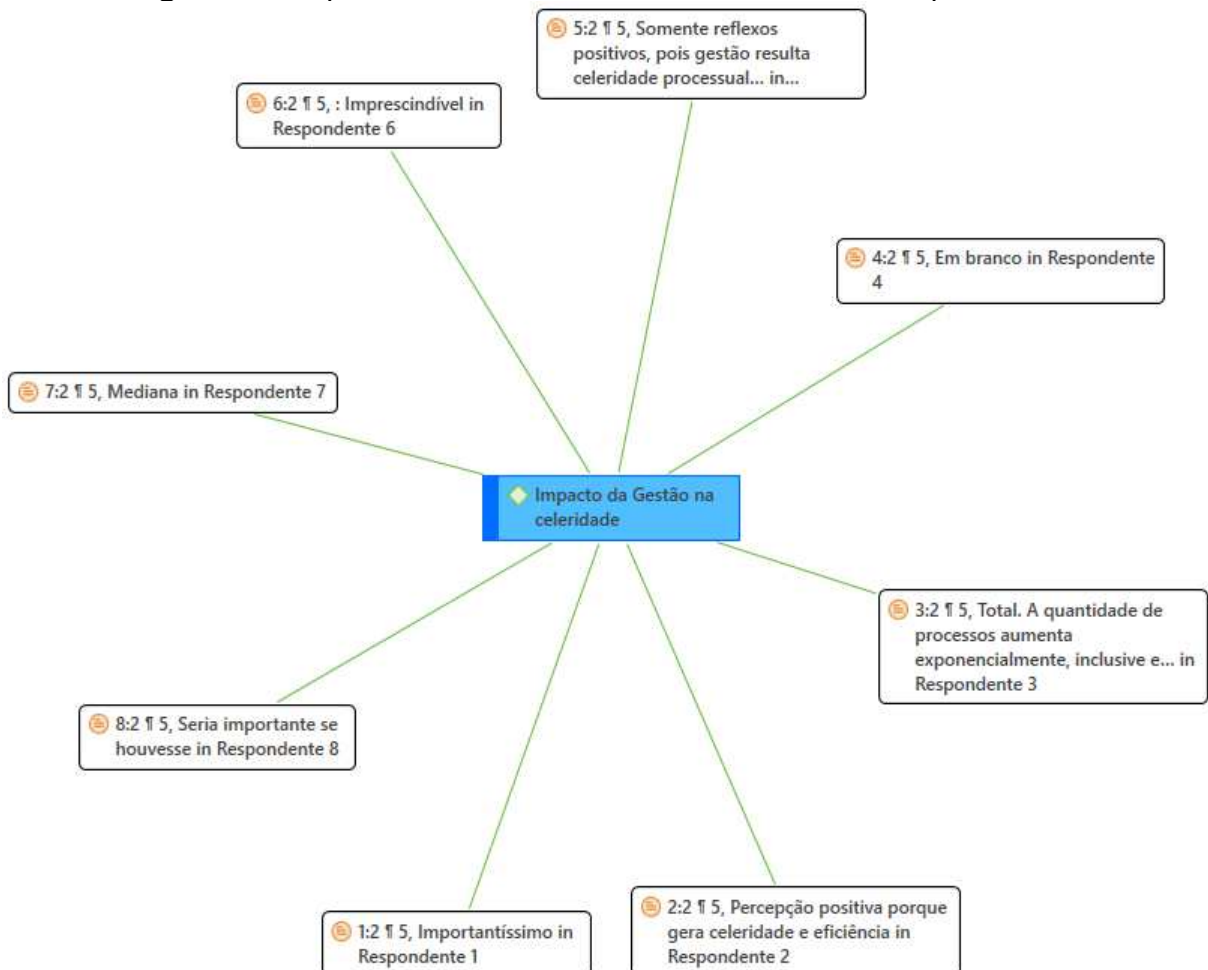 5:2 ¶ 5, Somente reflexos
positivos, pois gestão resulta
celeridade processual... in...
6:2 ¶ 5, : Imprescindível in
Respondente 6
4:2 ¶ 5, Em branco in Respondente
4
7:2 ¶ 5, Mediana in Respondente 7
Impacto da Gestão na
celeridade
3:2 ¶ 5, Total. A quantidade de
processos aumenta
exponencialmente, inclusive e... in
Respondente 3
8:2 ¶ 5, Seria importante se
houvesse in Respondente 8
1:2 ¶ 5, Importantíssimo in
Respondente 1
2:2 ¶ 5, Percepção positiva porque
gera celeridade e eficiência in
Respondente 2